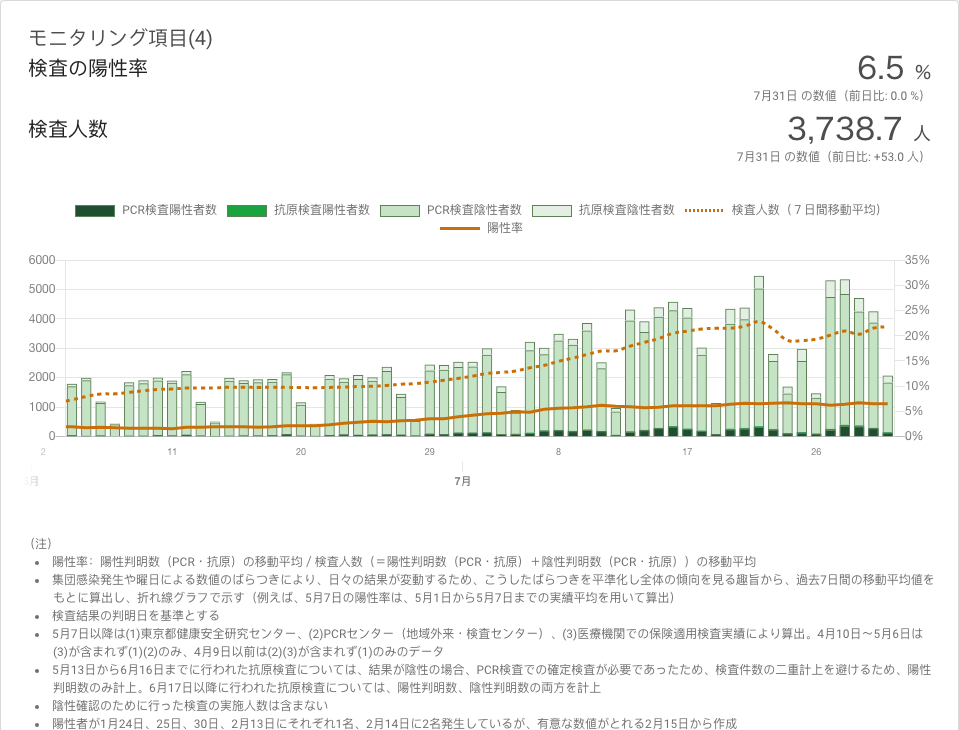 モニタリング項目(4)
検査の陽性率
6.5 %
7月31日 の数値（前日比: 0.0 %）
検査人数
3,738.7 人
7月31日 の数値（前日比: +53.0 人）
PCR検査陽性者数 抗原検査陽性者数 PCR検査陰性者数 抗原検査陰性者数 検査人数（７日間移動平均）
陽性率
6000 35%
5000 30%
4000 25%
3000 20%
2000 15%
1000 10%
0 5%
0%
2 11 20 29 8 17 26
月 7月
（注）
陽性率：陽性判明数（PCR・抗原）の移動平均 / 検査人数（＝陽性判明数（PCR・抗原）＋陰性判明数（PCR・抗原））の移動平均
集団感染発生や曜日による数値のばらつきにより、日々の結果が変動するため、こうしたばらつきを平準化し全体の傾向を見る趣旨から、過去7日間の移動平均値を
もとに算出し、折れ線グラフで示す（例えば、5月7日の陽性率は、5月1日から5月7日までの実績平均を用いて算出）
検査結果の判明日を基準とする
5月7日以降は(1)東京都健康安全研究センター、(2)PCRセンター（地域外来・検査センター）、(3)医療機関での保険適用検査実績により算出。4月10日～5月6日は
(3)が含まれず(1)(2)のみ、4月9日以前は(2)(3)が含まれず(1)のみのデータ
5月13日から6月16日までに行われた抗原検査については、結果が陰性の場合、PCR検査での確定検査が必要であったため、検査件数の二重計上を避けるため、陽性
判明数のみ計上。6月17日以降に行われた抗原検査については、陽性判明数、陰性判明数の両方を計上
陰性確認のために行った検査の実施人数は含まない
陽性者が1月24日、25日、30日、2月13日にそれぞれ1名、2月14日に2名発生しているが、有意な数値がとれる2月15日から作成